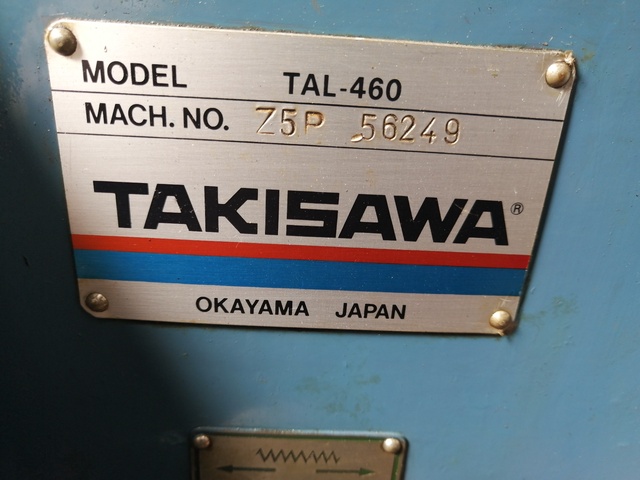 MODEL TAL-460
MACH. NO. Z5P 56249
TAKISAWA®
OKAYAMA JAPAN